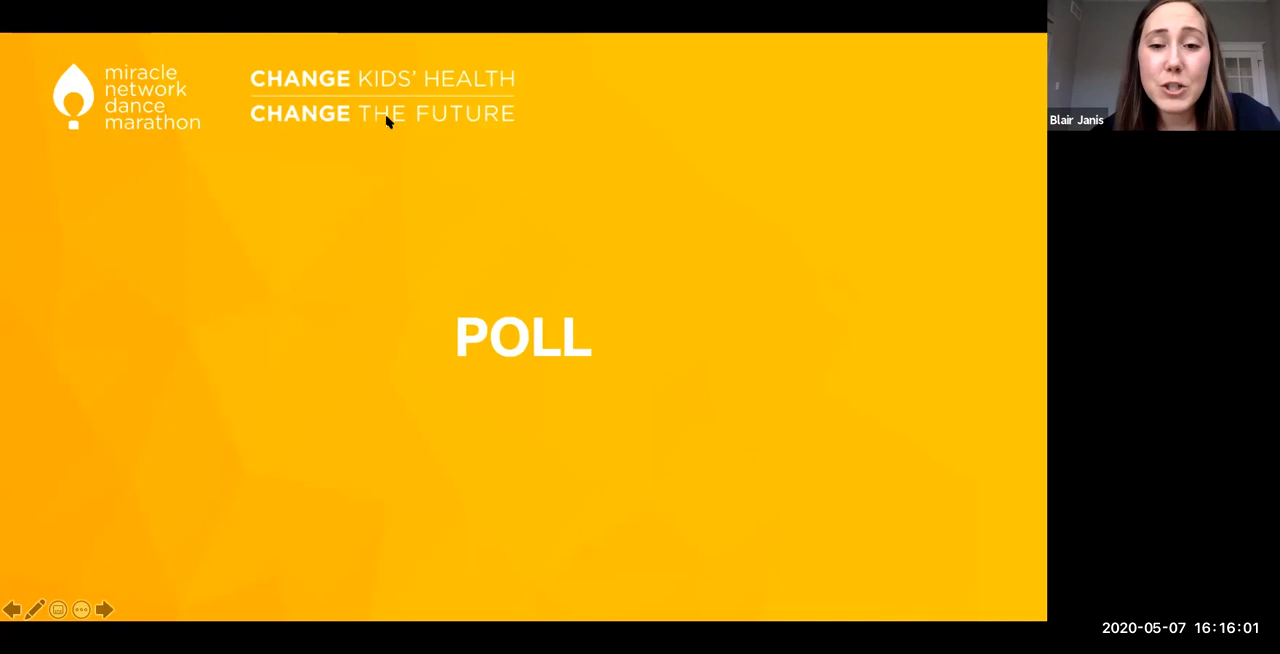 miracle
network
dance
marathon
CHANGE KIDS' HEALTH
CHANGE THE FUTURE
POLL
Blair Janis
2020-05-07 16:16:01